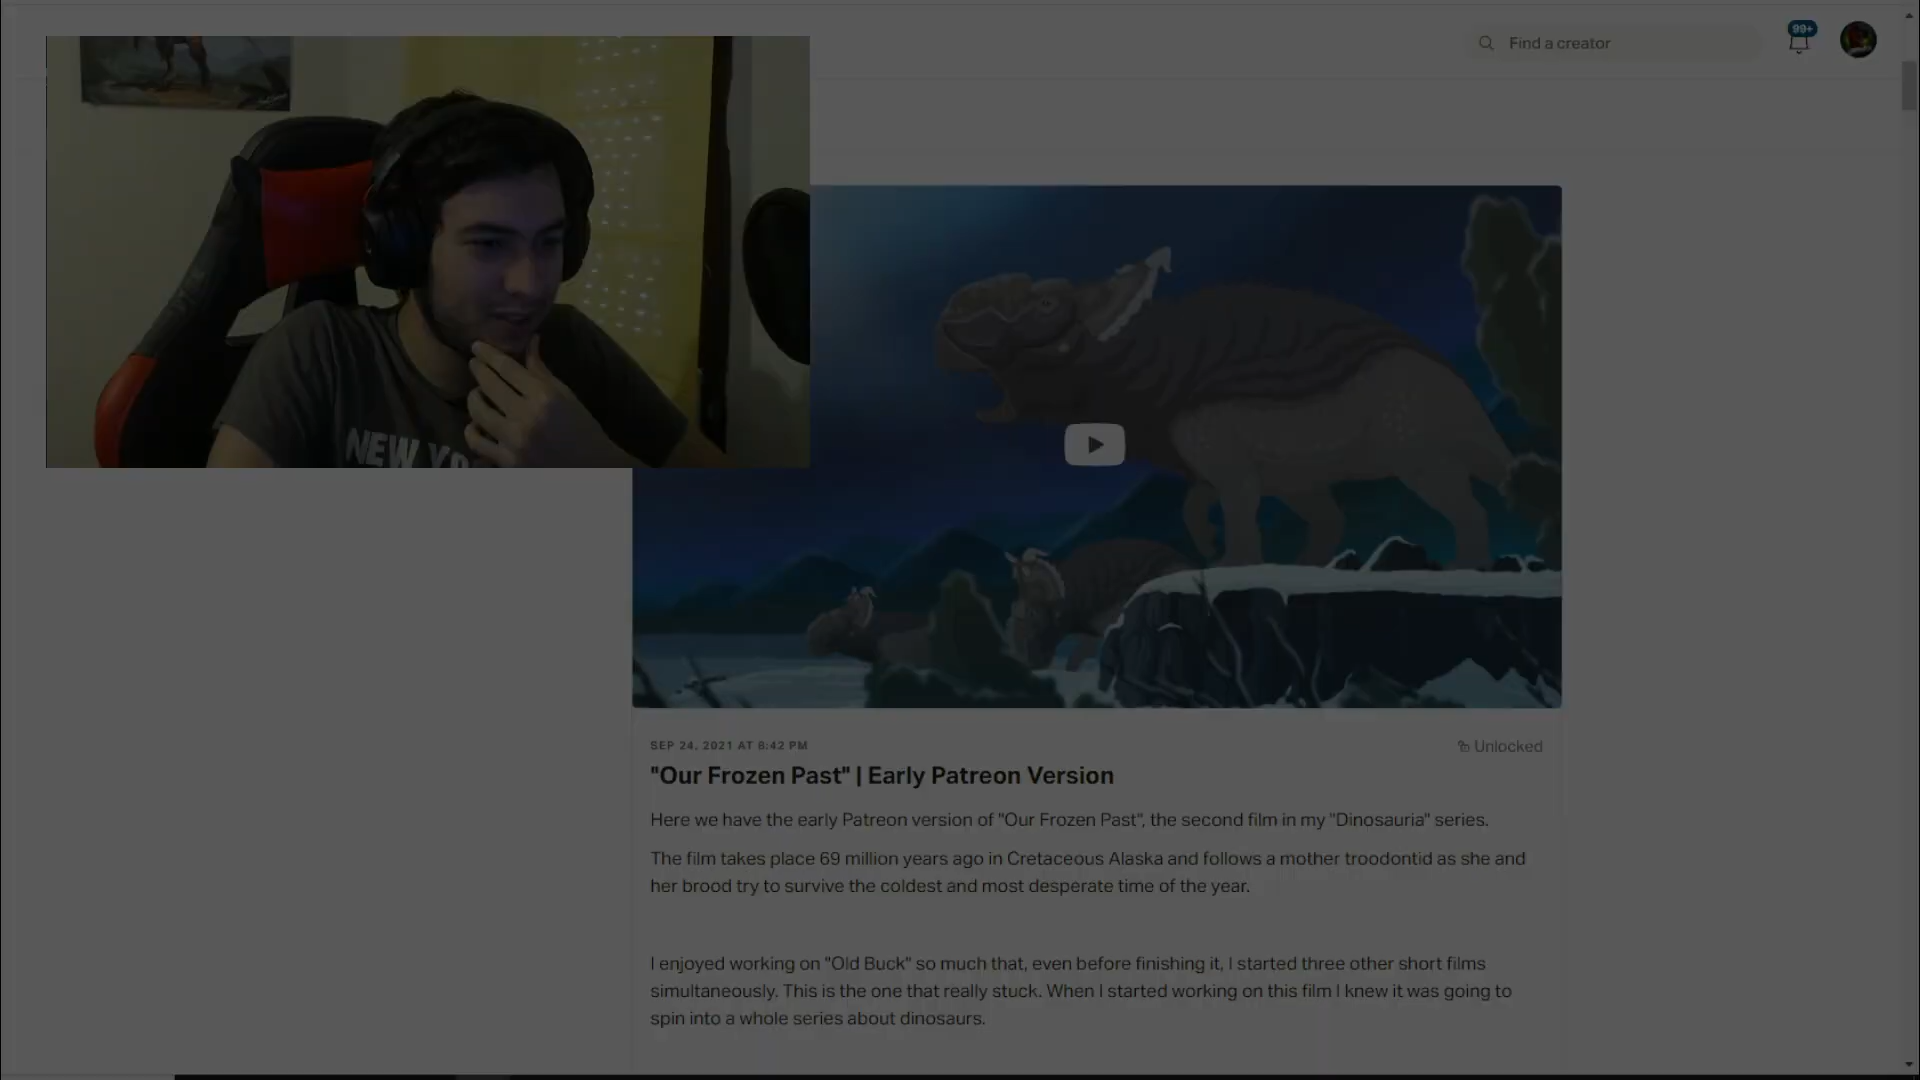 Find a creator
99+
NEW YO
SEP 24, 2021 AT 8:42 PM
Unlocked
"Our Frozen Past" | Early Patreon Version
Here we have the early Patreon version of "Our Frozen Past", the second film in my "Dinosauria" series.
The film takes place 69 million years ago in Cretaceous Alaska and follows a mother troodontid as she and
her brood try to survive the coldest and most desperate time of the year.
I enjoyed working on "Old Buck" so much that, even before finishing it, I started three other short films
simultaneously. This is the one that really stuck. When I started working on this film I knew it was going to
spin into a whole series about dinosaurs.